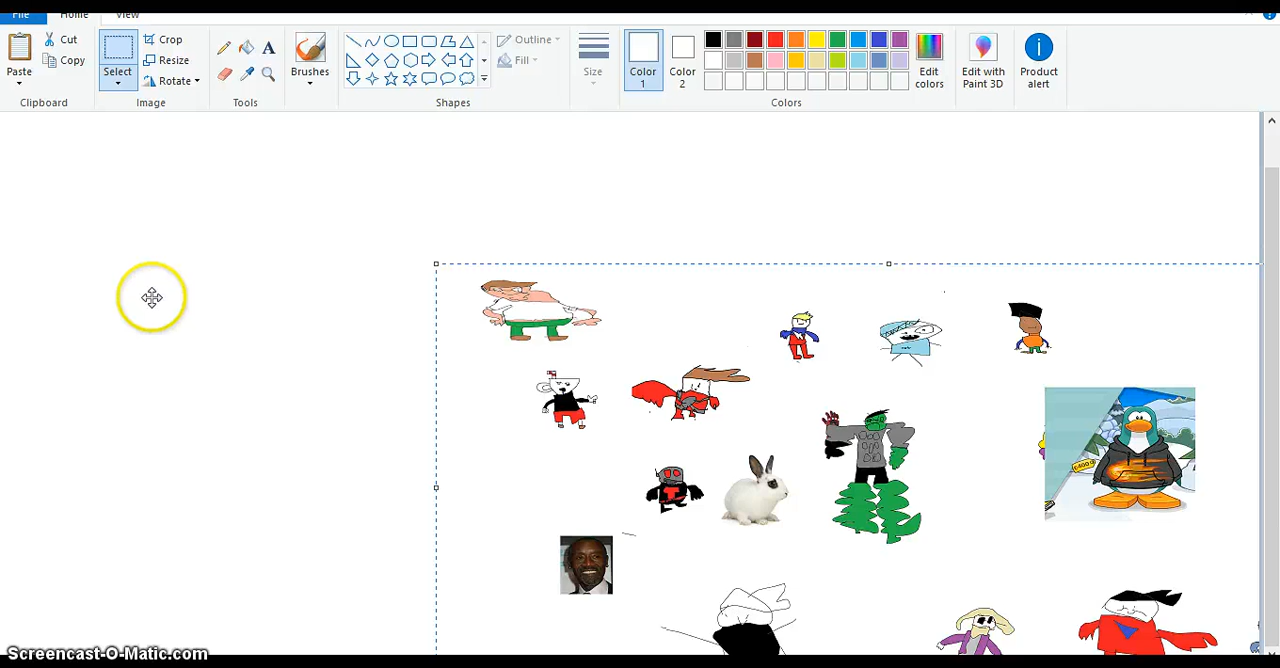 File Home View
Cut
Copy
Paste
Clipboard
Select
Crop
Resize
Rotate
Image
A
Tools
Brushes
Shapes
Outline
Fill
Size
Color
1
Color
2
Colors
Edit
colors
Edit with
Paint 3D
Product
alert
Screencast-O-Matic.com